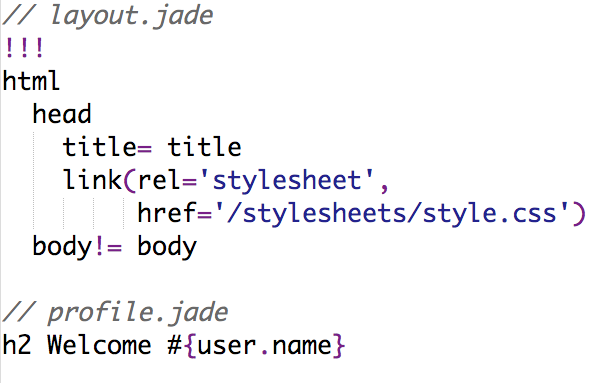 // layout.jade
!!!
html
  head
    title= title
    link(rel='stylesheet',
         href='/stylesheets/style.css')
  body!= body

// profile.jade
h2 Welcome #{user.name}